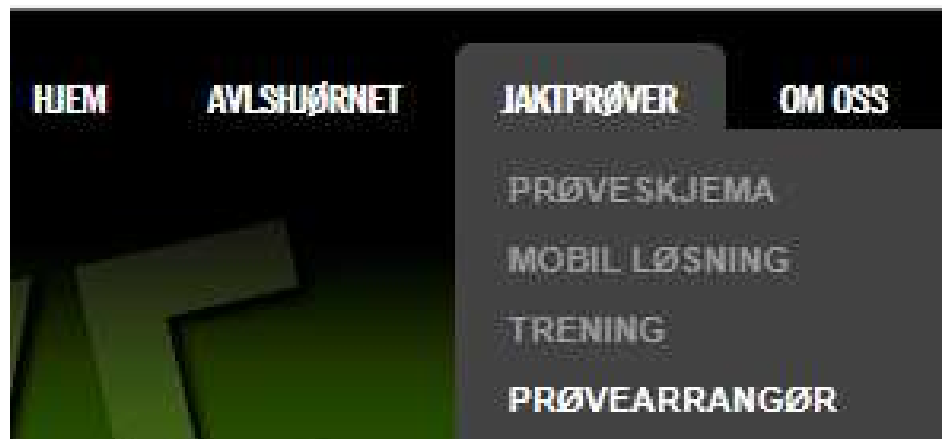 HJEM AVLSHJØRNET JAKTPRØVER OM OSS
PRØVESKJEMA
MOBIL LØSNING
TRENING
PRØVEARRANGØR